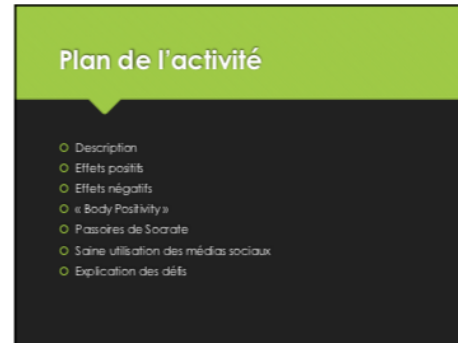 Plan de l'activité
Description
Effets positifs
Effets négatifs
« Body Positivity »
Passoires de Socrate
Saine utilisation des médias sociaux
Explication des défis